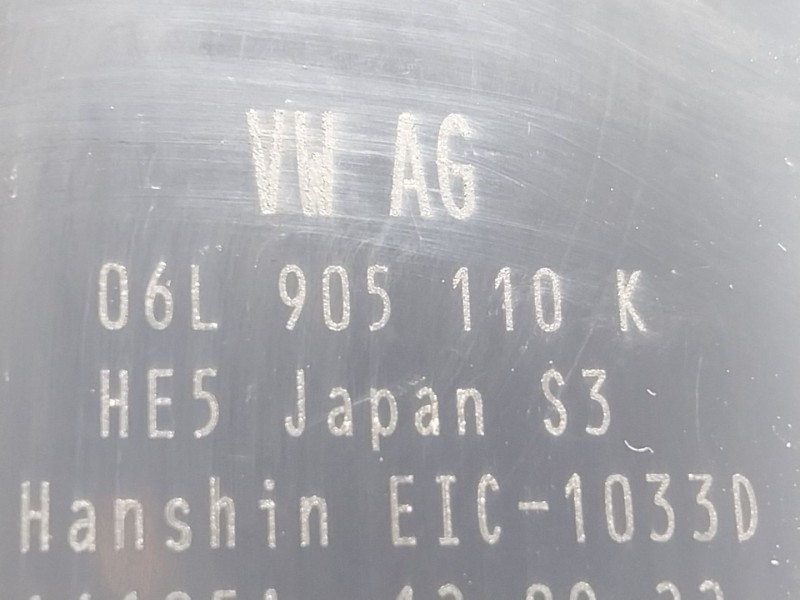 VW AG
06L 905 110 K
HE5 Japan S3
Hanshin EIC-1033D